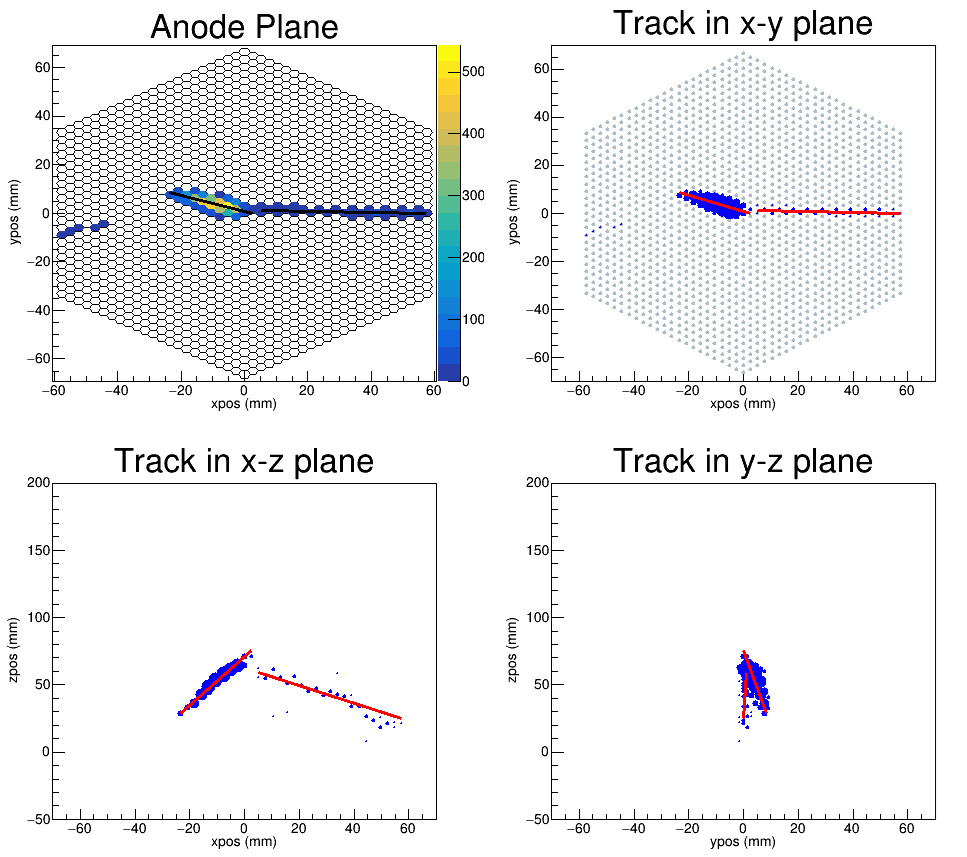 Anode Plane
ypos (mm)
60
40
20
0
−20
−40
−60
−60 −40 −20 0 20 40 60
xpos (mm)
500
400
300
200
100
0
Track in x-y plane
ypos (mm)
60
40
20
0
−20
−40
−60
−60 −40 −20 0 20 40 60
xpos (mm)
Track in x-z plane
zpos (mm)
200
150
100
50
0
−50
−60 −40 −20 0 20 40 60
xpos (mm)
Track in y-z plane
zpos (mm)
200
150
100
50
0
−50
−60 −40 −20 0 20 40 60
ypos (mm)